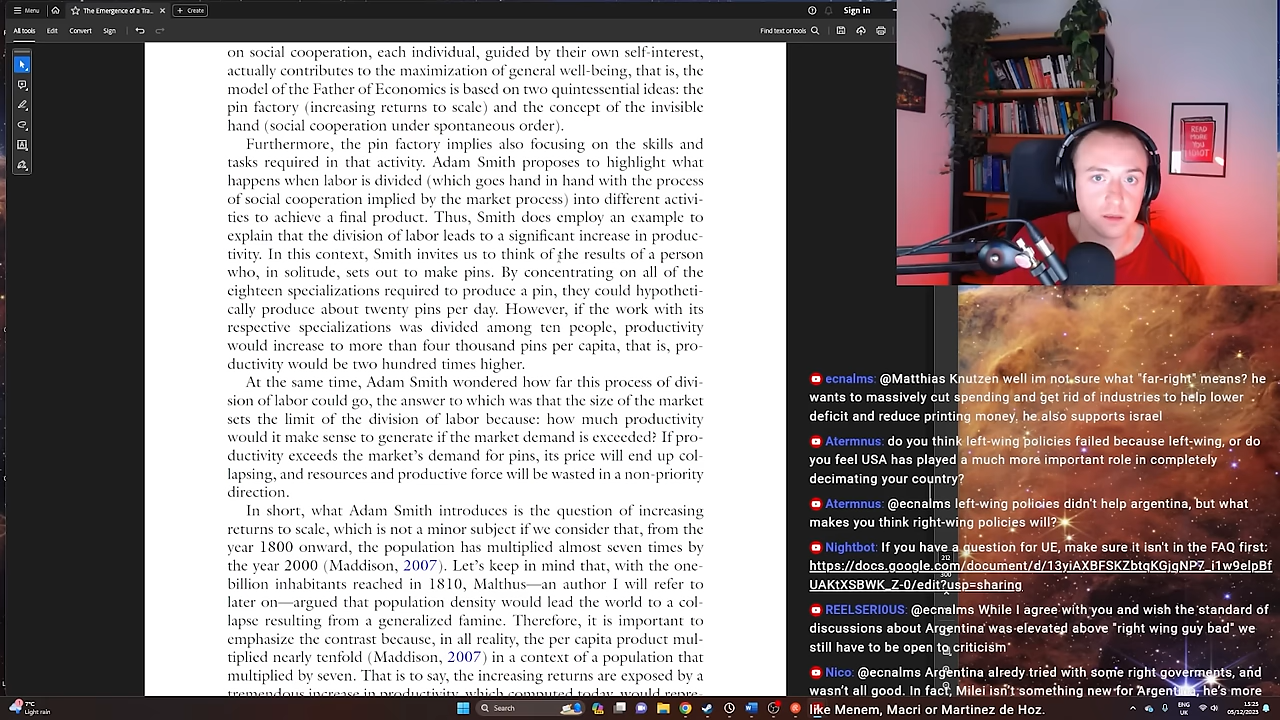 Menu
The Emergence of a Tra...
Create
Sign in
All tools
Edit
Convert
Sign
Find text or tools
on social cooperation, each individual, guided by their own self-interest,
actually contributes to the maximization of general well-being, that is, the
model of the Father of Economics is based on two quintessential ideas: the
pin factory (increasing returns to scale) and the concept of the invisible
hand (social cooperation under spontaneous order).
Furthermore, the pin factory implies also focusing on the skills and
tasks required in that activity. Adam Smith proposes to highlight what
happens when labor is divided (which goes hand in hand with the process
of social cooperation implied by the market process) into different activi-
ties to achieve a final product. Thus, Smith does employ an example to
explain that the division of labor leads to a significant increase in produc-
tivity. In this context, Smith invites us to think of the results of a person
who, in solitude, sets out to make pins. By concentrating on all of the
eighteen specializations required to produce a pin, they could hypotheti-
cally produce about twenty pins per day. However, if the work with its
respective specializations was divided among ten people, productivity
would increase to more than four thousand pins per capita, that is, pro-
ductivity would be two hundred times higher.
At the same time, Adam Smith wondered how far this process of divi-
sion of labor could go, the answer to which was that the size of the market
sets the limit of the division of labor because: how much productivity
would it make sense to generate if the market demand is exceeded? If pro-
ductivity exceeds the market's demand for pins, its price will end up col-
lapsing, and resources and productive force will be wasted in a non-priority
direction.
In short, what Adam Smith introduces is the question of increasing
returns to scale, which is not a minor subject if we consider that, from the
year 1800 onward, the population has multiplied almost seven times by
the year 2000 (Maddison, 2007). Let's keep in mind that, with the one-
billion inhabitants reached in 1810, Malthus—an author I will refer to
later on—argued that population density would lead the world to a col-
lapse resulting from a generalized famine. Therefore, it is important to
emphasize the contrast because, in all reality, the per capita product mul-
tiplied nearly tenfold (Maddison, 2007) in a context of a population that
multiplied by seven. That is to say, the increasing returns are exposed by a
tremendous increase in productivity, which computed today, would repre-
READ
MORE
YOU
ecnalms: @Matthias Knutzen well im not sure what "far-right" means? he
wants to massively cut spending and get rid of industries to help lower
deficit and reduce printing money, he also supports israel
Atermnus: do you think left-wing policies failed because left-wing, or do
you feel USA has played a much more important role in completely
decimating your country?
Atermnus: @ecnalms left-wing policies didn't help argentina, but what
makes you think right-wing policies will?
Nightbot: If you have a question for UE, make sure it isn't in the FAQ first:
https://docs.google.com/document/d/13yiAXBFSKZbtqKGjgNP7_i1w9elpBf
UAKtXSBWK_Z-0/edit?usp=sharing
REELSERI0US: @ecnalms While I agree with you and wish the standard of
discussions about Argentina was elevated above "right wing guy bad" we
still have to be open to criticism
Nico: @ecnalms Argentina alredy tried with some right goverments, and
wasn't all good. In fact, Milei isn't something new for Argentina, he's more
like Menem, Macri or Martinez de Hoz.
212
300
7°C
Light rain
Search
ENG
UK
15:25
05/12/2023